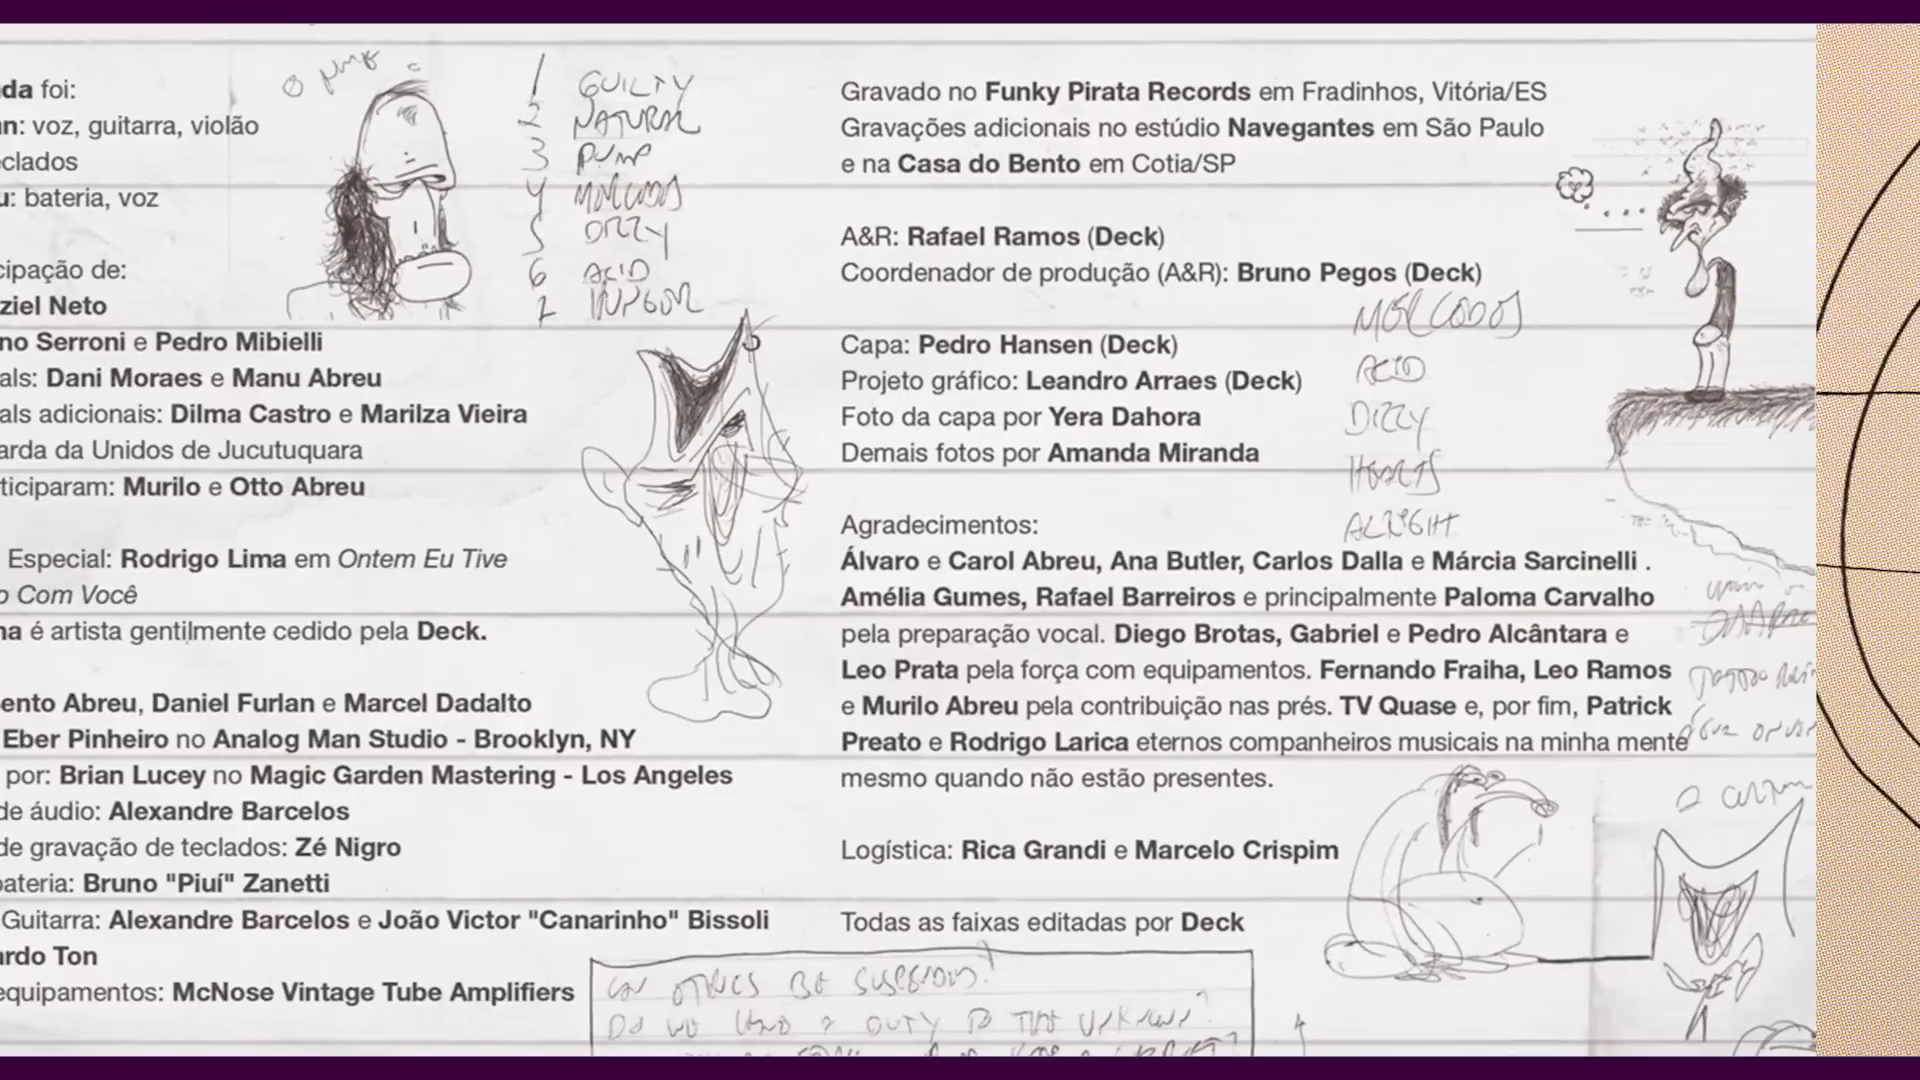 da foi:
n: voz, guitarra, violão
eclados
u: bateria, voz
cipação de:
ziel Neto
no Serroni e Pedro Mibielli
als: Dani Moraes e Manu Abreu
als adicionais: Dilma Castro e Marilza Vieira
arda da Unidos de Jucutuquara
ticiparam: Murilo e Otto Abreu
Especial: Rodrigo Lima em Ontem Eu Tive
o Com Você
na é artista gentilmente cedido pela Deck.
ento Abreu, Daniel Furlan e Marcel Dadalto
Eber Pinheiro no Analog Man Studio - Brooklyn, NY
por: Brian Lucey no Magic Garden Mastering - Los Angeles
de áudio: Alexandre Barcelos
de gravação de teclados: Zé Nigro
bateria: Bruno "Piuí" Zanetti
Guitarra: Alexandre Barcelos e João Victor "Canarinho" Bissoli
ardo Ton
equipamentos: McNose Vintage Tube Amplifiers
1 GUILTY
2 NATURAL
3 PUMP
4
5 DIZZY
6 ACID
7
Gravado no Funky Pirata Records em Fradinhos, Vitória/ES
Gravações adicionais no estúdio Navegantes em São Paulo
e na Casa do Bento em Cotia/SP
A&R: Rafael Ramos (Deck)
Coordenador de produção (A&R): Bruno Pegos (Deck)
Capa: Pedro Hansen (Deck)
Projeto gráfico: Leandro Arraes (Deck)
Foto da capa por Yera Dahora
Demais fotos por Amanda Miranda
ACID
DIZZY
HEARTS
ALRIGHT
Agradecimentos:
Álvaro e Carol Abreu, Ana Butler, Carlos Dalla e Márcia Sarcinelli .
Amélia Gumes, Rafael Barreiros e principalmente Paloma Carvalho
pela preparação vocal. Diego Brotas, Gabriel e Pedro Alcântara e
Leo Prata pela força com equipamentos. Fernando Fraiha, Leo Ramos
e Murilo Abreu pela contribuição nas prés. TV Quase e, por fim, Patrick
Preato e Rodrigo Larica eternos companheiros musicais na minha mente
mesmo quando não estão presentes.
Logística: Rica Grandi e Marcelo Crispim
Todas as faixas editadas por Deck
BE
DO WE A DUTY TO THE UNKNOWN?